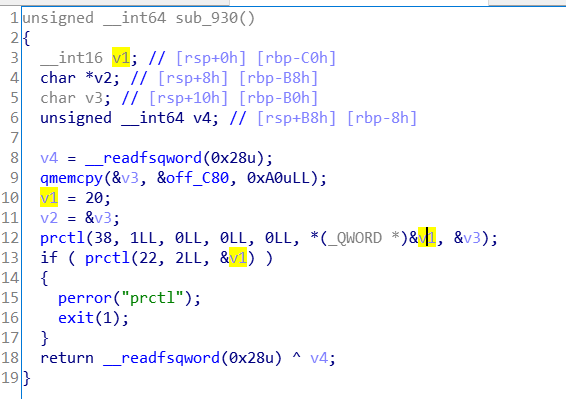 1 unsigned __int64 sub_930()
2 {
3 __int16 v1; // [rsp+0h] [rbp-C0h]
4 char *v2; // [rsp+8h] [rbp-B8h]
5 char v3; // [rsp+10h] [rbp-B0h]
6 unsigned __int64 v4; // [rsp+B8h] [rbp-8h]
7
8 v4 = __readfsqword(0x28u);
9 qmemcpy(&v3, &off_C80, 0xA0uLL);
10 v1 = 20;
11 v2 = &v3;
12 prctl(38, 1LL, 0LL, 0LL, 0LL, *(_QWORD *)&v1, &v3);
13 if ( prctl(22, 2LL, &v1) )
14 {
15 perror("prctl");
16 exit(1);
17 }
18 return __readfsqword(0x28u) ^ v4;
19 }